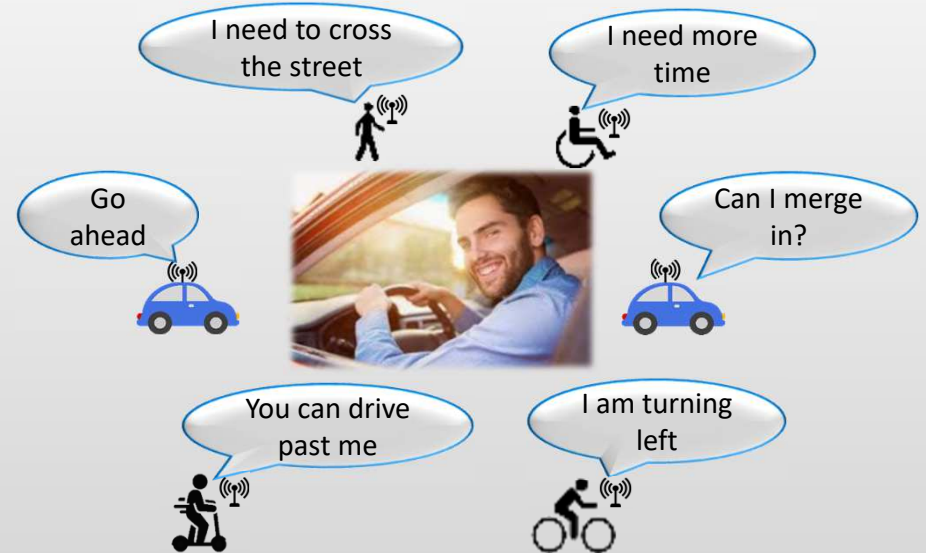 I need to cross
the street
I need more
time
Go
ahead
Can I merge
in?
You can drive
past me
I am turning
left